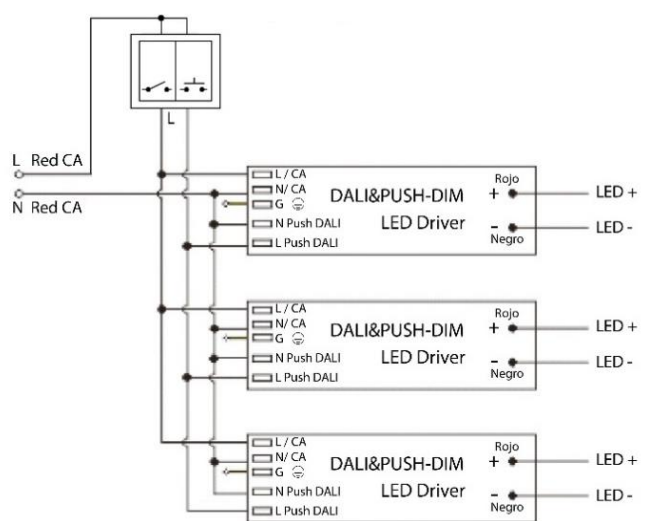 L
L Red CA
N Red CA
L / CA
N/ CA
G
N Push DALI
L Push DALI
DALI&PUSH-DIM
LED Driver
Rojo
+
-
Negro
LED +
LED -
L / CA
N/ CA
G
N Push DALI
L Push DALI
DALI&PUSH-DIM
LED Driver
Rojo
+
-
Negro
LED +
LED -
L / CA
N/ CA
G
N Push DALI
L Push DALI
DALI&PUSH-DIM
LED Driver
Rojo
+
-
Negro
LED +
LED -